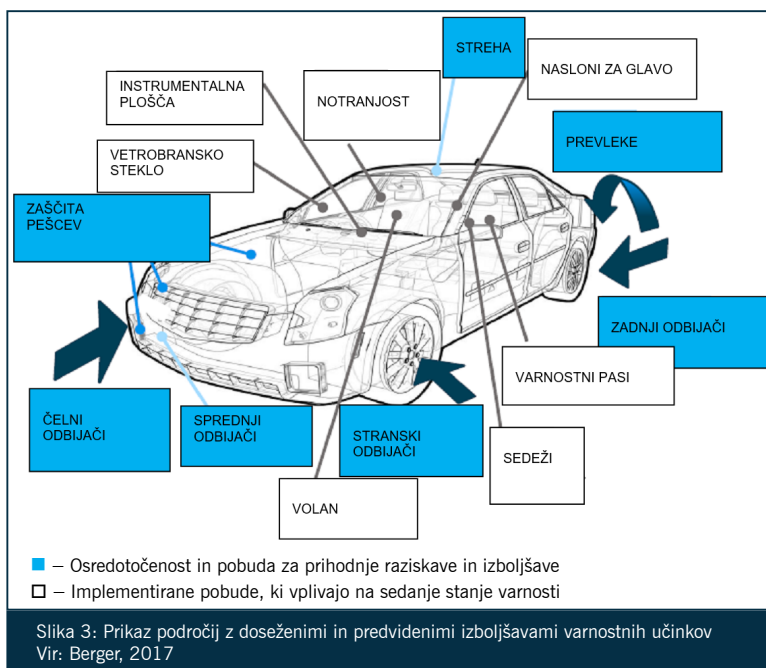 STREHA
NASLONI ZA GLAVO
INSTRUMENTALNA
PLOŠČA
NOTRANJOST
PREVLEKE
VETROBRANSKO
STEKLO
ZAŠČITA
PEŠCEV
ZADNJI ODBIJAČI
VARNOSTNI PASI
ČELNI
ODBIJAČI
SPREDNJI
ODBIJAČI
STRANSKI
ODBIJAČI
SEDEŽI
VOLAN
– Osredotočenost in pobuda za prihodnje raziskave in izboljšave
– Implementirane pobude, ki vplivajo na sedanje stanje varnosti
Slika 3: Prikaz področij z doseženimi in predvidenimi izboljšavami varnostnih učinkov
Vir: Berger, 2017